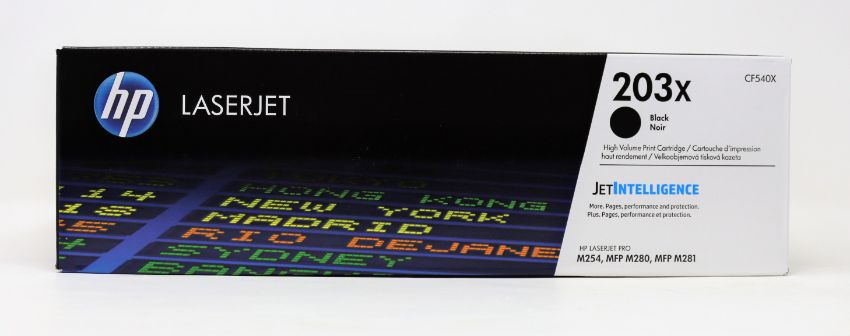 hp
LASERJET
203x
CF540X
Black
Noir
High Volume Print Cartridge / Cartouche d'impression
haut rendement / Velkoobjemová tisková kazeta
JETINTELLIGENCE
More. Pages, performance and protection.
Plus. Pages, performance et protection.
HP LASERJET PRO
M254, MFP M280, MFP M281
14
HONG KONG
NEW YORK
MADRID
RIO DE JANE
SYDNEY